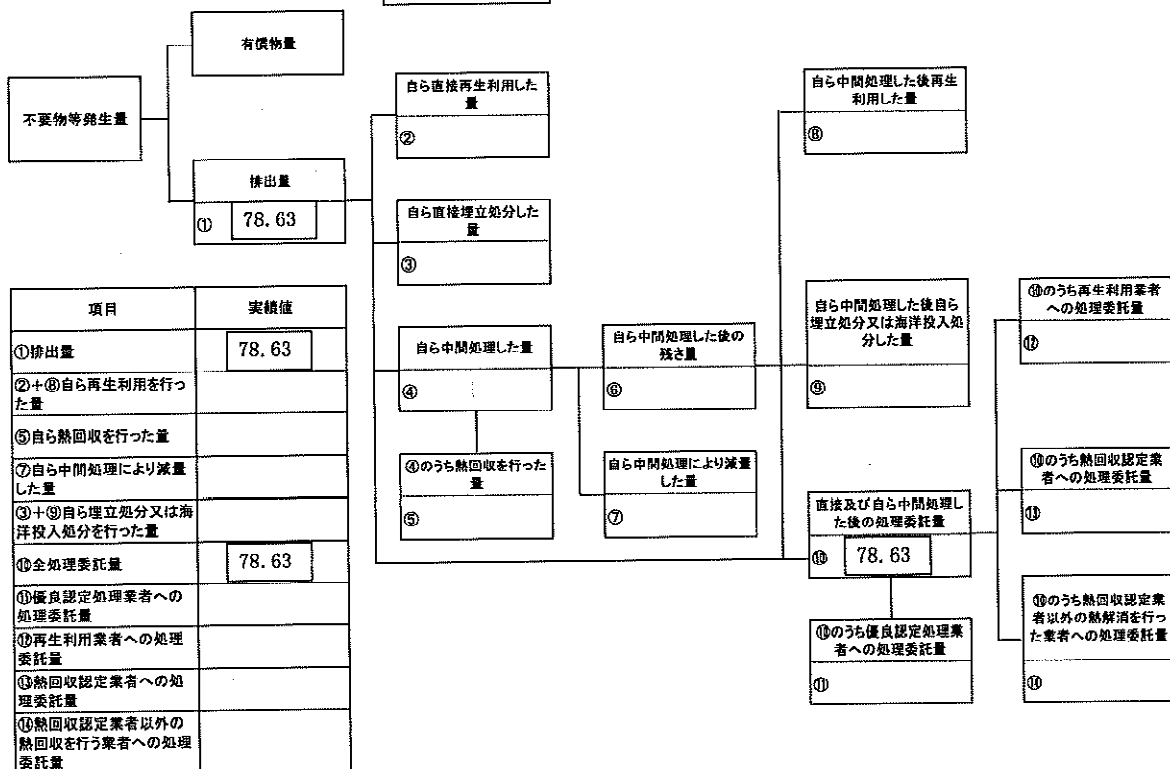 有償物量
不要物等発生量
排出量
① 78.63
自ら直接再生利用した
量
②
自ら直接埋立処分した
量
③
自ら中間処理した量
④
④のうち熱回収を行った
量
⑤
自ら中間処理した後の
残さ量
⑥
自ら中間処理により減量
した量
⑦
自ら中間処理した後再生
利用した量
⑧
自ら中間処理した後自ら
埋立処分又は海洋投入処
分した量
⑨
直接及び自ら中間処理し
た後の処理委託量
⑩ 78.63
⑩のうち優良認定処理業
者への処理委託量
⑪
⑩のうち再生利用業者
への処理委託量
⑫
⑩のうち熱回収認定業
者への処理委託量
⑬
⑩のうち熱回収認定業
者以外の熱解消を行っ
た業者への処理委託量
⑭
項目 実績値
①排出量 78.63
②+⑧自ら再生利用を行っ
た量
⑤自ら熱回収を行った量
⑦自ら中間処理により減量
した量
③+⑨自ら埋立処分又は海
洋投入処分を行った量
⑩全処理委託量 78.63
⑪優良認定処理業者への
処理委託量
⑫再生利用業者への処理
委託量
⑬熱回収認定業者への処
理委託量
⑭熱回収認定業者以外の
熱回収を行う業者への処理
委託量